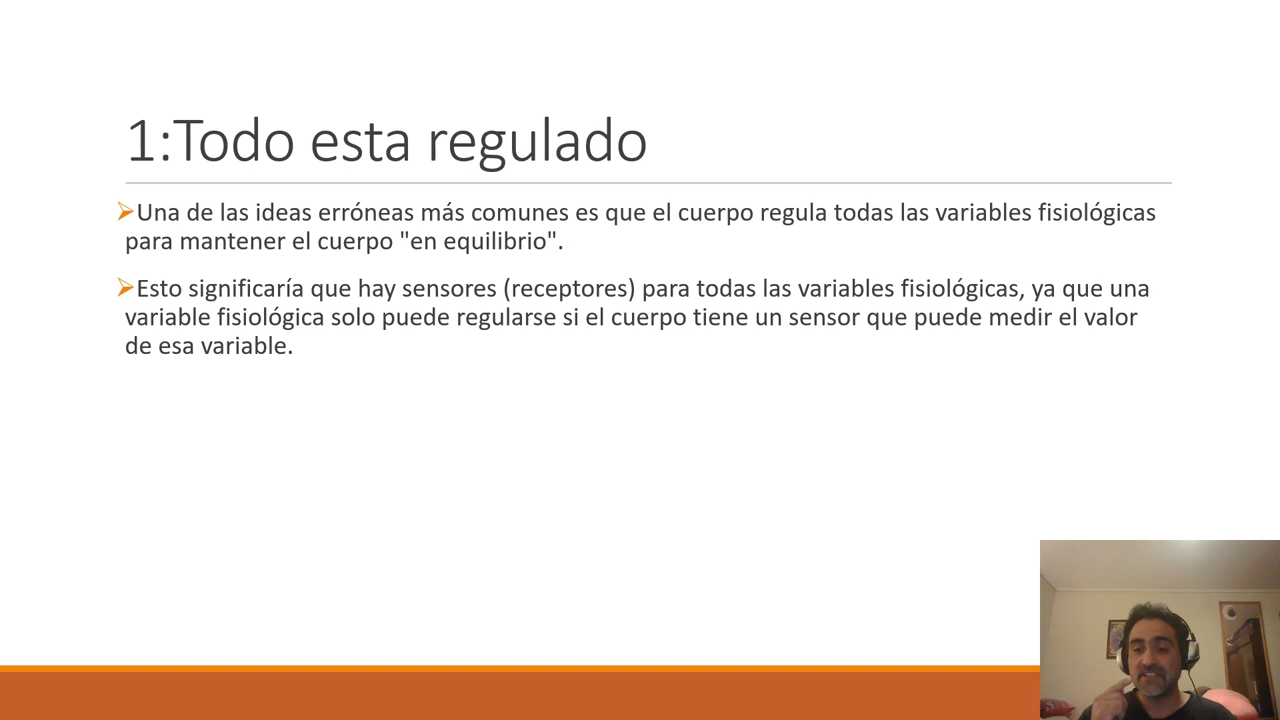 1:Todo esta regulado
Una de las ideas erróneas más comunes es que el cuerpo regula todas las variables fisiológicas
para mantener el cuerpo "en equilibrio".
Esto significaría que hay sensores (receptores) para todas las variables fisiológicas, ya que una
variable fisiológica solo puede regularse si el cuerpo tiene un sensor que puede medir el valor
de esa variable.